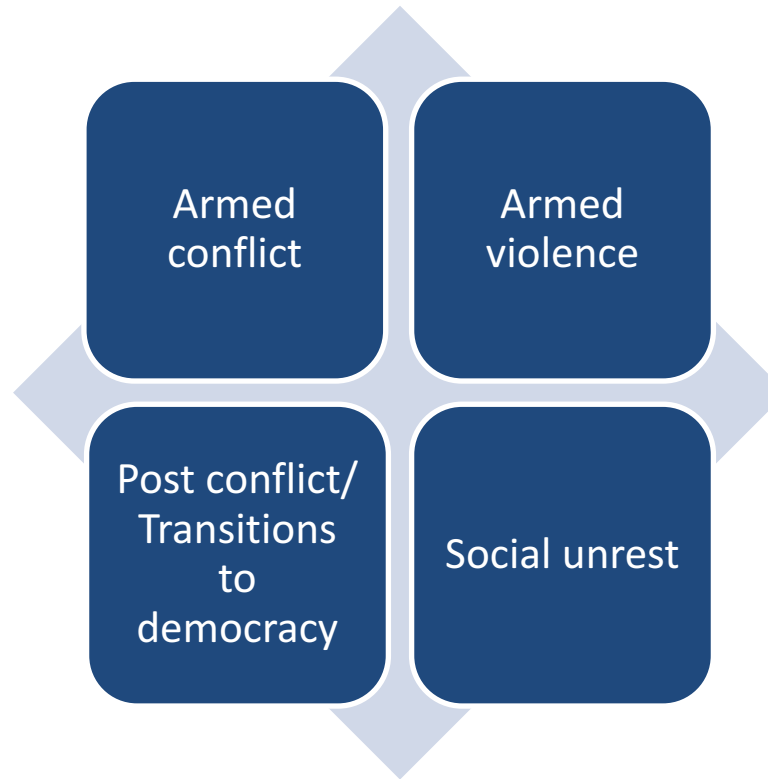 Armed
conflict
Armed
violence
Post conflict/
Transitions
to
democracy
Social unrest